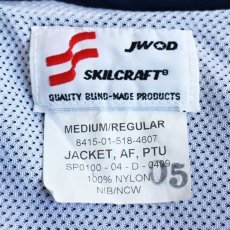 JWOD
SKILCRAFT®
QUALITY BLIND-MADE PRODUCTS
MEDIUM/REGULAR
8415-01-518-4607
JACKET, AF, PTU
SP0100 - 04 - D - 0499
100% NYLON
NIB/NCW
05